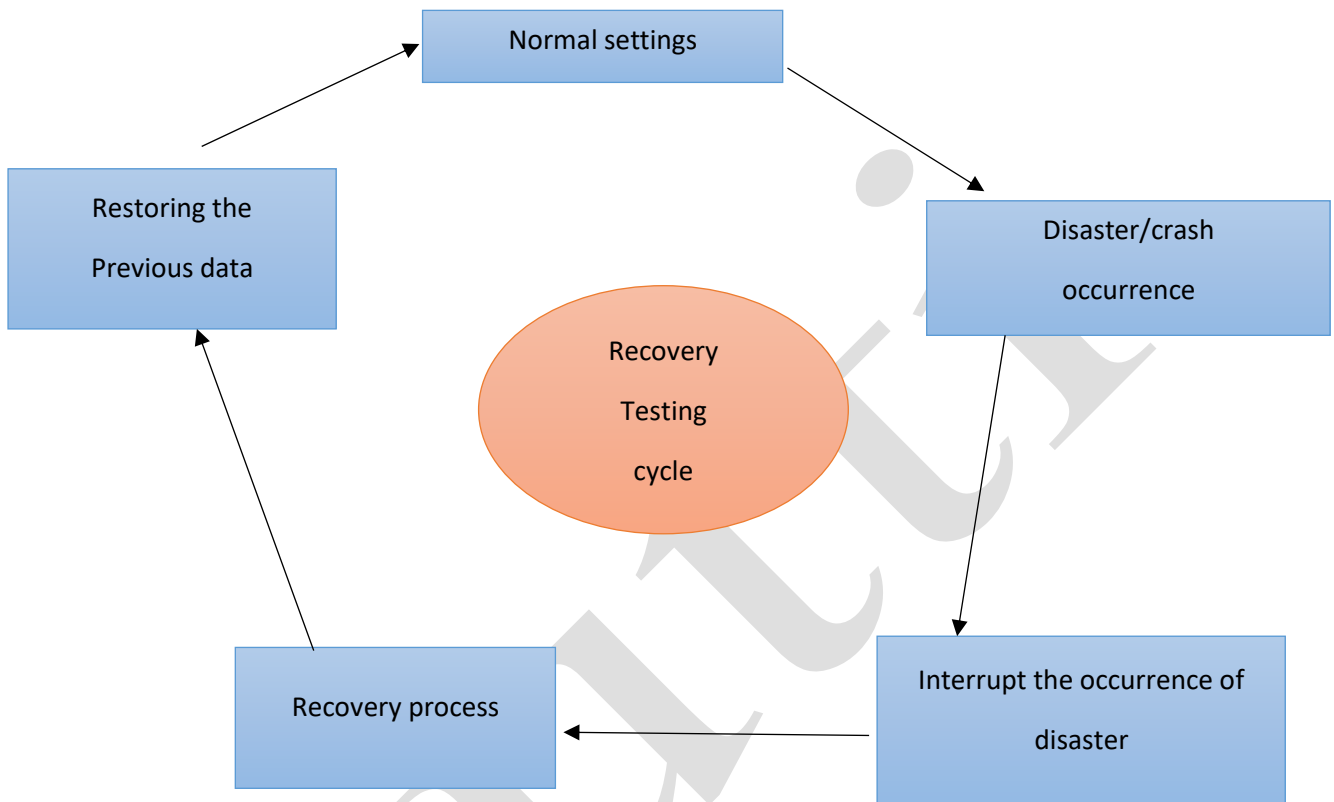 Normal settings
Restoring the
Previous data
Disaster/crash
occurrence
Recovery
Testing
cycle
Recovery process
Interrupt the occurrence of
disaster